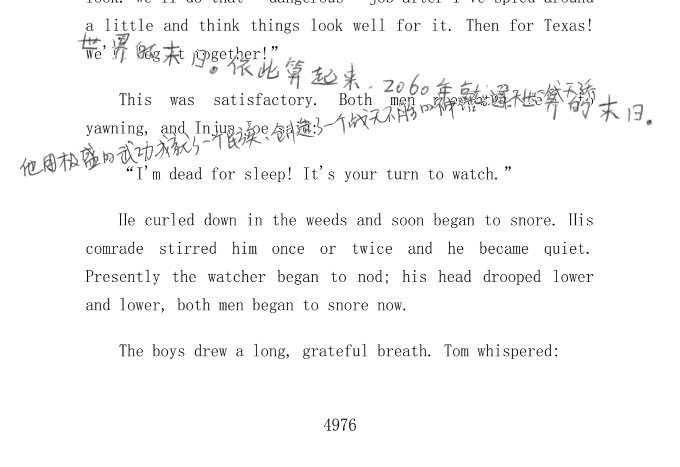 look. We'll do that "dangerous" job after I've spied around
a little and think things look well for it. Then for Texas!
We'll leg it together!”
世界的末日。依此算起来，2060年
This was satisfactory. Both men
界的末日。
yawning, and Injun Joe said:
他用极盛的武功成就了一个民族、创造了一个战无不胜的神话
“I'm dead for sleep! It's your turn to watch.”
He curled down in the weeds and soon began to snore. His
comrade stirred him once or twice and he became quiet.
Presently the watcher began to nod; his head drooped lower
and lower, both men began to snore now.
The boys drew a long, grateful breath. Tom whispered:
4976